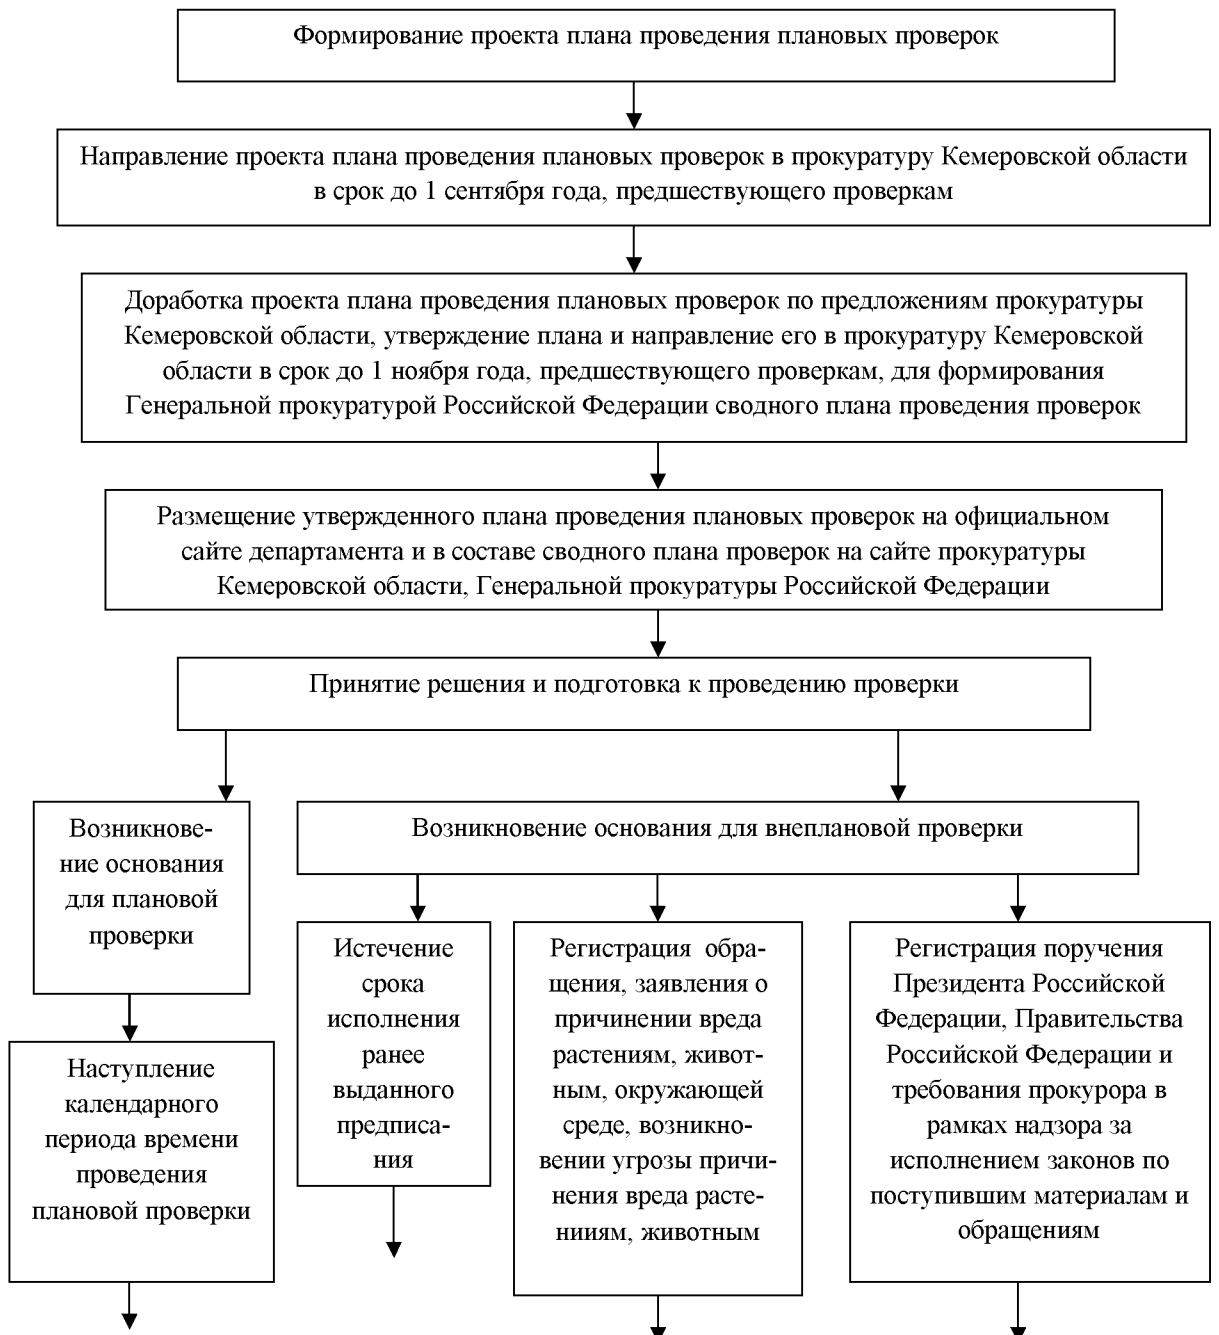 Формирование проекта плана проведения плановых проверок
Направление проекта плана проведения плановых проверок в прокуратуру Кемеровской области
в срок до 1 сентября года, предшествующего проверкам
Доработка проекта плана проведения плановых проверок по предложениям прокуратуры
Кемеровской области, утверждение плана и направление его в прокуратуру Кемеровской
области в срок до 1 ноября года, предшествующего проверкам, для формирования
Генеральной прокуратурой Российской Федерации сводного плана проведения проверок
Размещение утвержденного плана проведения плановых проверок на официальном
сайте департамента и в составе сводного плана проверок на сайте прокуратуры
Кемеровской области, Генеральной прокуратуры Российской Федерации
Принятие решения и подготовка к проведению проверки
Возникнове-
ние основания
для плановой
проверки
Возникновение основания для внеплановой проверки
Наступление
календарного
периода времени
проведения
плановой проверки
Истечение
срока
исполнения
ранее
выданного
предписа-
ния
Регистрация обра-
щения, заявления о
причинении вреда
растениям, живот-
ным, окружающей
среде, возникно-
вении угрозы причи-
нения вреда расте-
нииям, животным
Регистрация поручения
Президента Российской
Федерации, Правительства
Российской Федерации и
требования прокурора в
рамках надзора за
исполнением законов по
поступившим материалам и
обращениям